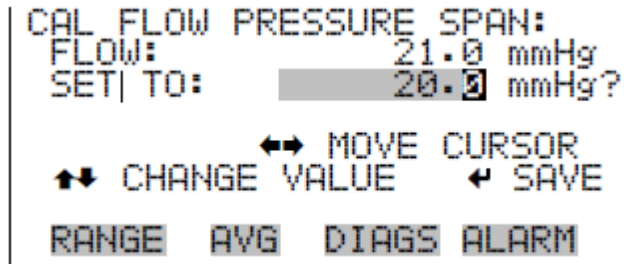 CAL FLOW PRESSURE SPAN:
FLOW: 21.0 mmHg
SET TO: 20.0 mmHg?
⬅➡ MOVE CURSOR
⬆⬇ CHANGE VALUE ↵ SAVE
RANGE AVG DIAGS ALARM